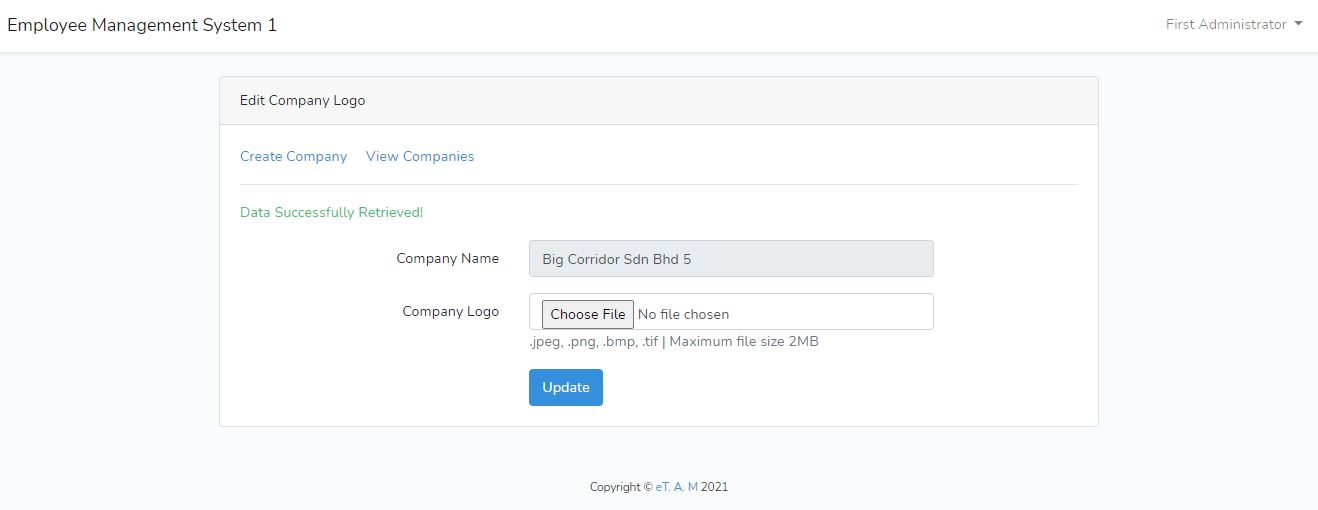 Employee Management System 1
First Administrator
Edit Company Logo
Create Company View Companies
Data Successfully Retrieved!
Company Name Big Corridor Sdn Bhd 5
Company Logo Choose File No file chosen
.jpeg, .png, .bmp, .tif | Maximum file size 2MB
Update
Copyright © eT. A. M 2021